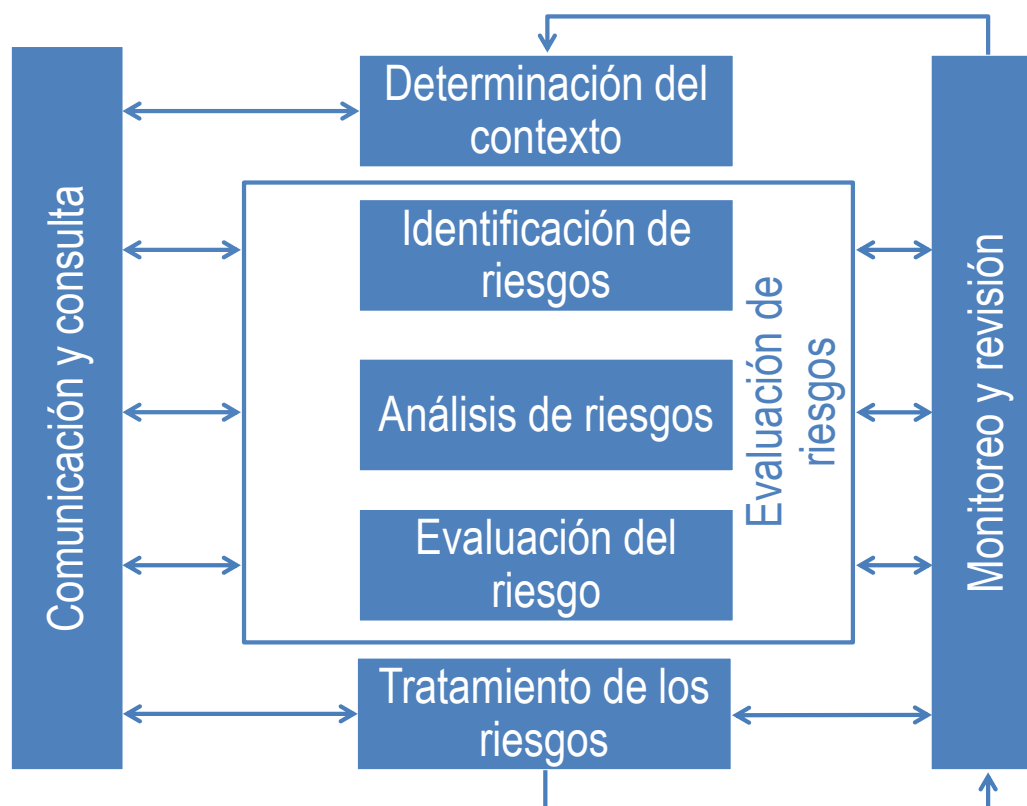 Comunicación y consulta
Determinación del
contexto
Identificación de
riesgos
Análisis de riesgos
Evaluación del
riesgo
Evaluación de
riesgos
Tratamiento de los
riesgos
Monitoreo y revisión